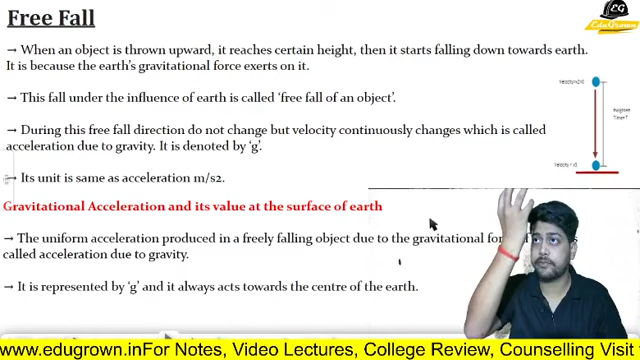 Free Fall
EG
EduGrown
→ When an object is thrown upward, it reaches certain height, then it starts falling down towards earth.
It is because the earth's gravitational force exerts on it.
→ This fall under the influence of earth is called 'free fall of an object'.
→ During this free fall direction do not change but velocity continuously changes which is called
acceleration due to gravity. It is denoted by 'g'.
→ Its unit is same as acceleration m/s2.
Gravitational Acceleration and its value at the surface of earth
→ The uniform acceleration produced in a freely falling object due to the gravitational
called acceleration due to gravity.
→ It is represented by 'g' and it always acts towards the centre of the earth.
www.edugrown.inFor Notes, Video Lectures, College Review, Counselling Visit